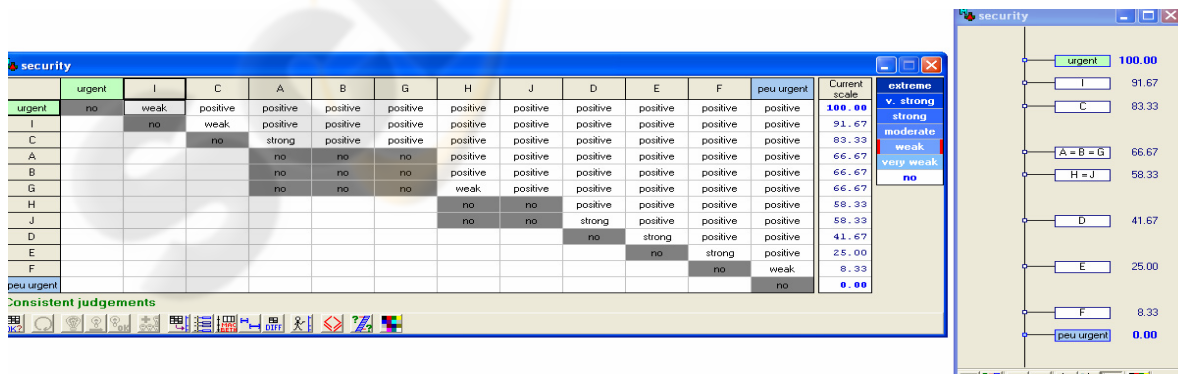 security
urgent I C A B G H J D E F peu urgent Current scale
urgent no weak positive positive positive positive positive positive positive positive positive positive 100.00
I no weak positive positive positive positive positive positive positive positive positive 91.67
C no strong positive positive positive positive positive positive positive positive 83.33
A no no no positive positive positive positive positive positive 66.67
B no no no positive positive positive positive positive positive 66.67
G no no no weak positive positive positive positive positive 66.67
H no no positive positive positive positive 58.33
J no no strong positive positive positive 58.33
D no strong positive positive 41.67
E no strong positive 25.00
F no weak 8.33
peu urgent no 0.00
extreme
v. strong
strong
moderate
weak
very weak
no
Consistent judgements
security
urgent 100.00
I 91.67
C 83.33
A = B = G 66.67
H = J 58.33
D 41.67
E 25.00
F 8.33
peu urgent 0.00